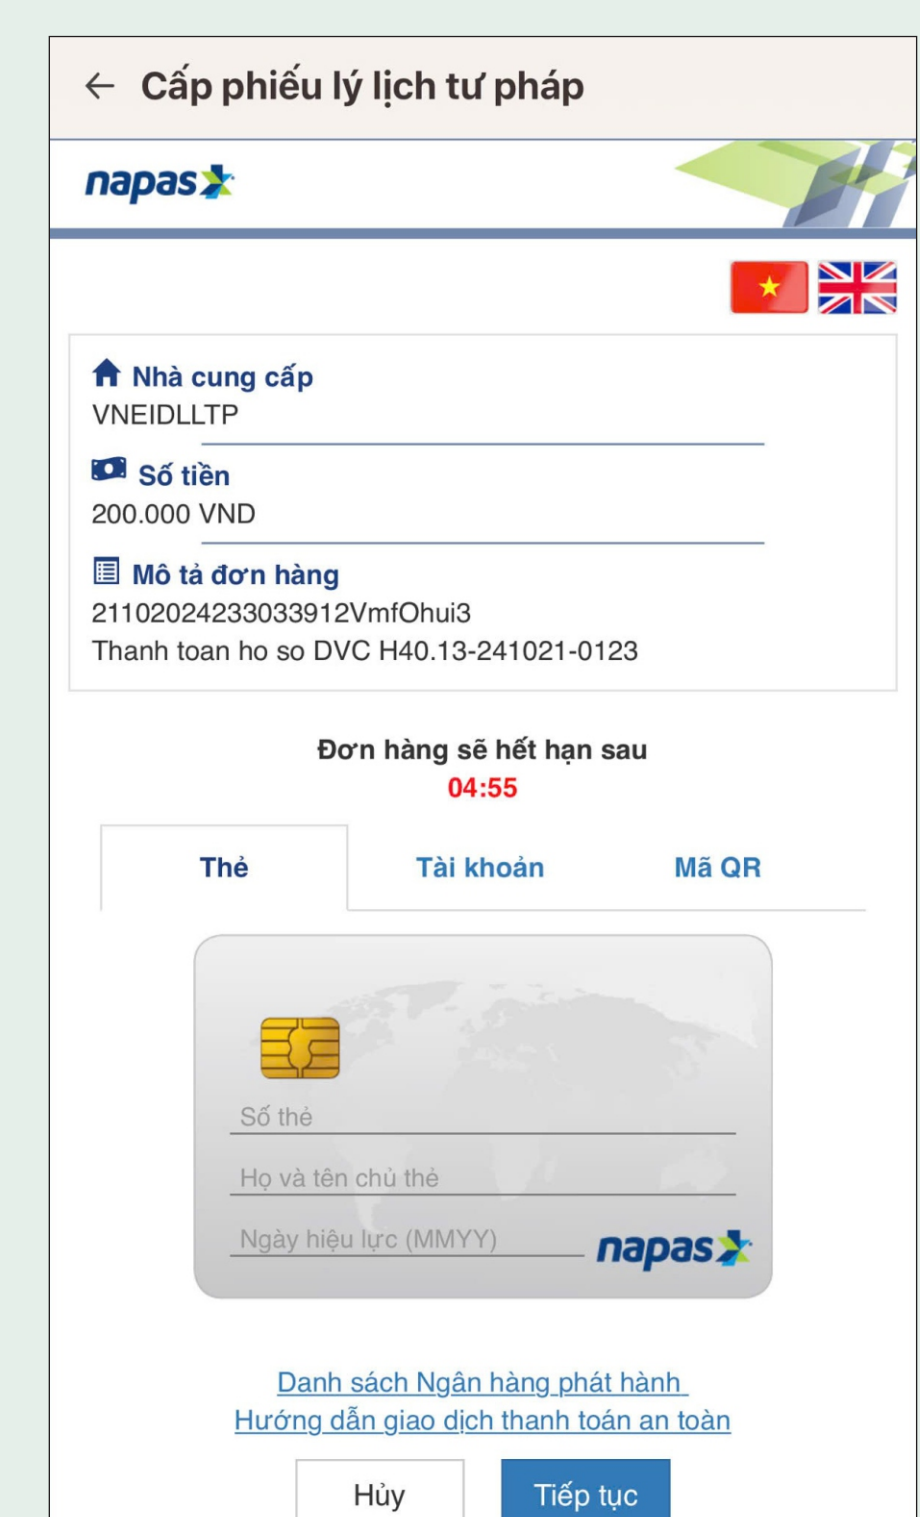 ← Cấp phiếu lý lịch tư pháp
napas
Nhà cung cấp
VNEIDLLTP
Số tiền
200.000 VND
Mô tả đơn hàng
21102024233033912VmfOhui3
Thanh toan ho so DVC H40.13-241021-0123
Đơn hàng sẽ hết hạn sau
04:55
Thẻ Tài khoản Mã QR
Số thẻ
Họ và tên chủ thẻ
Ngày hiệu lực (MMYY)
napas
Danh sách Ngân hàng phát hành
Hướng dẫn giao dịch thanh toán an toàn
Hủy Tiếp tục